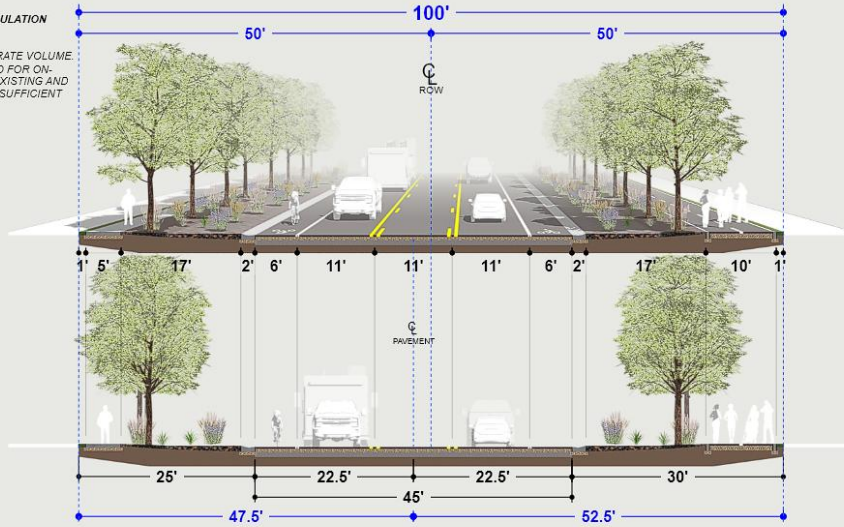 ULATION
100'
50' 50'
RATE VOLUME.
D FOR ON-
XISTING AND
SUFFICIENT
CL
ROW
1' 5' 17' 2' 6' 11' 11' 11' 6' 2' 17' 10' 1'
CL
PAVEMENT
25' 22.5' 22.5' 30'
45'
47.5' 52.5'